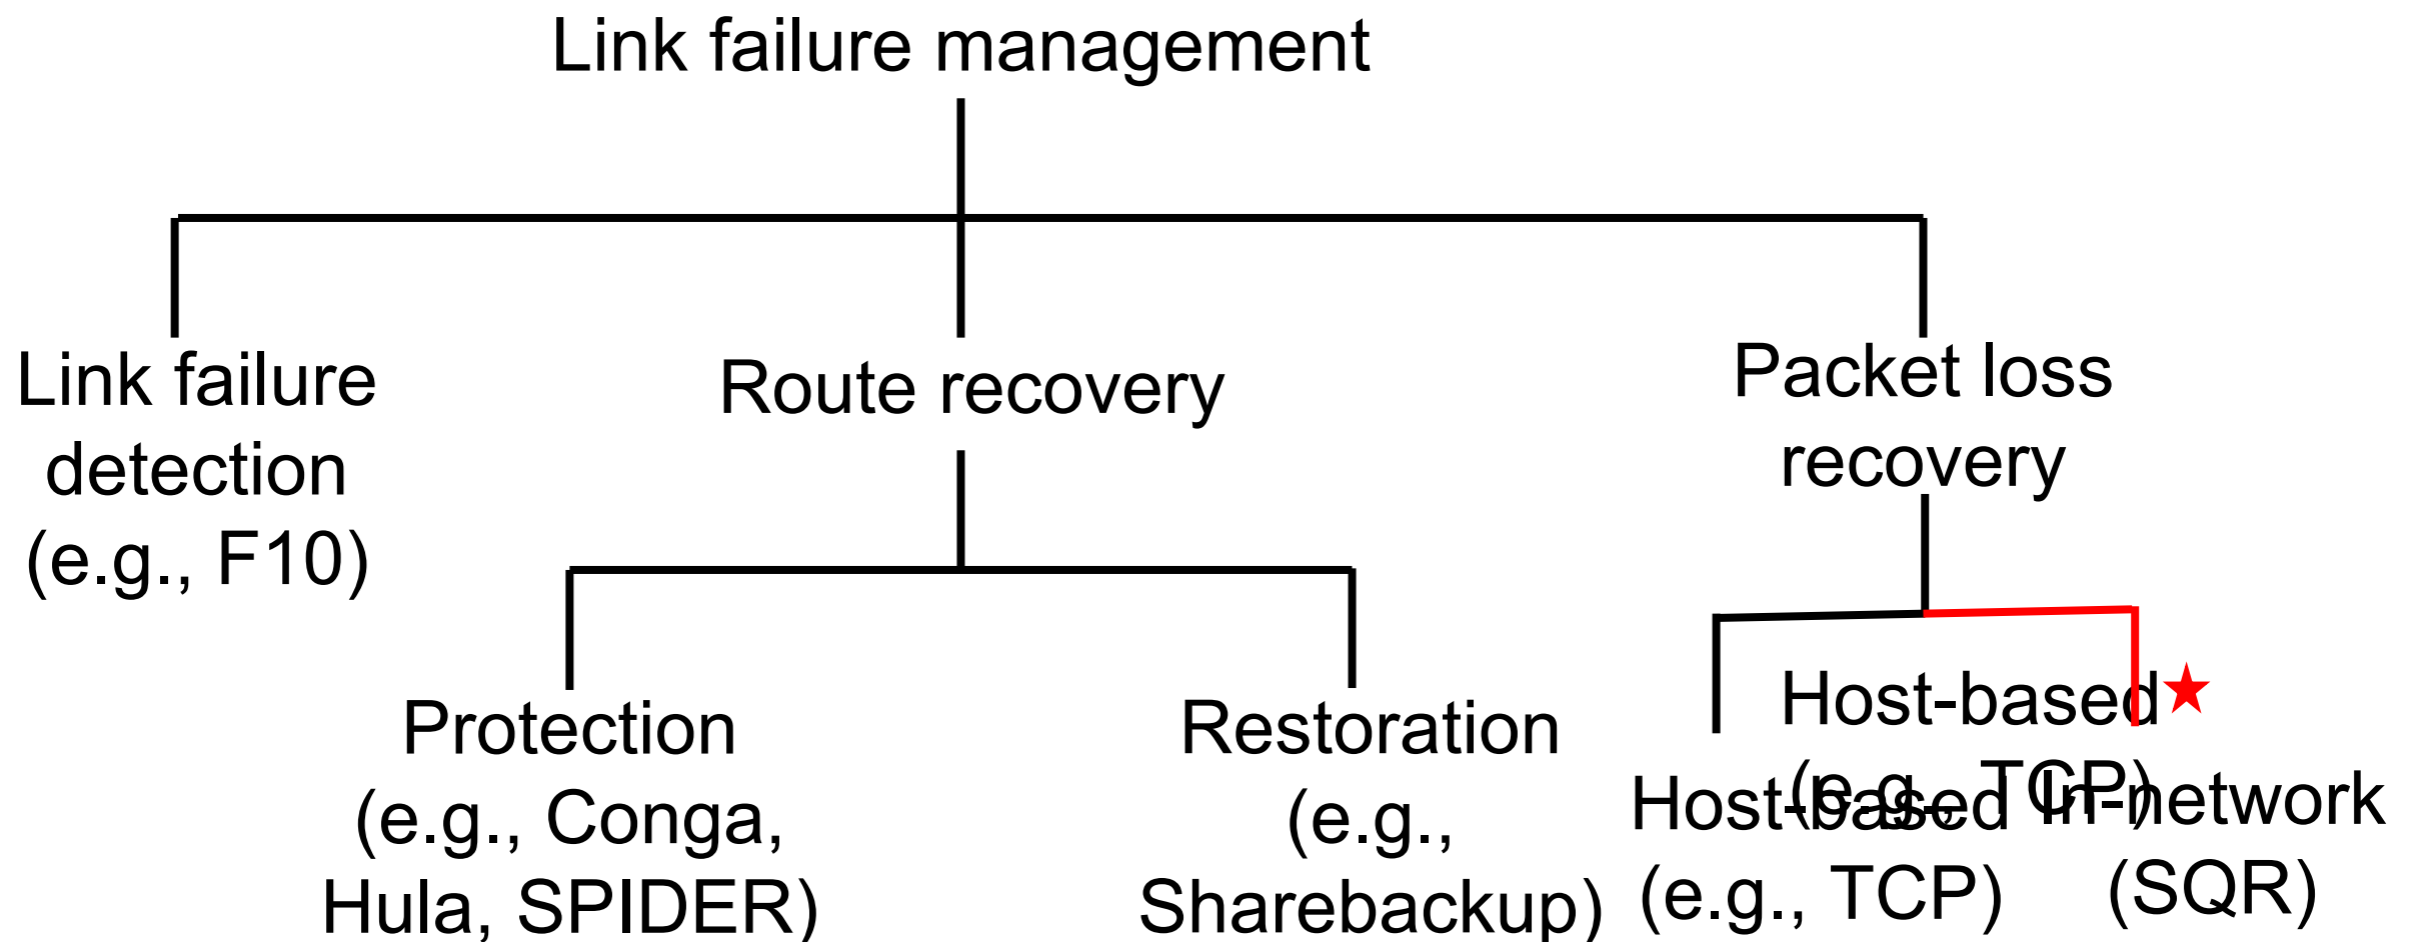 Link failure management
Link failure
detection
(e.g., F10)
Route recovery
Packet loss
recovery
Protection
(e.g., Conga,
Hula, SPIDER)
Restoration
(e.g.,
Sharebackup)
Host-based
(e.g., TCP)
Host-based
(e.g., TCP)
In-network
(SQR)